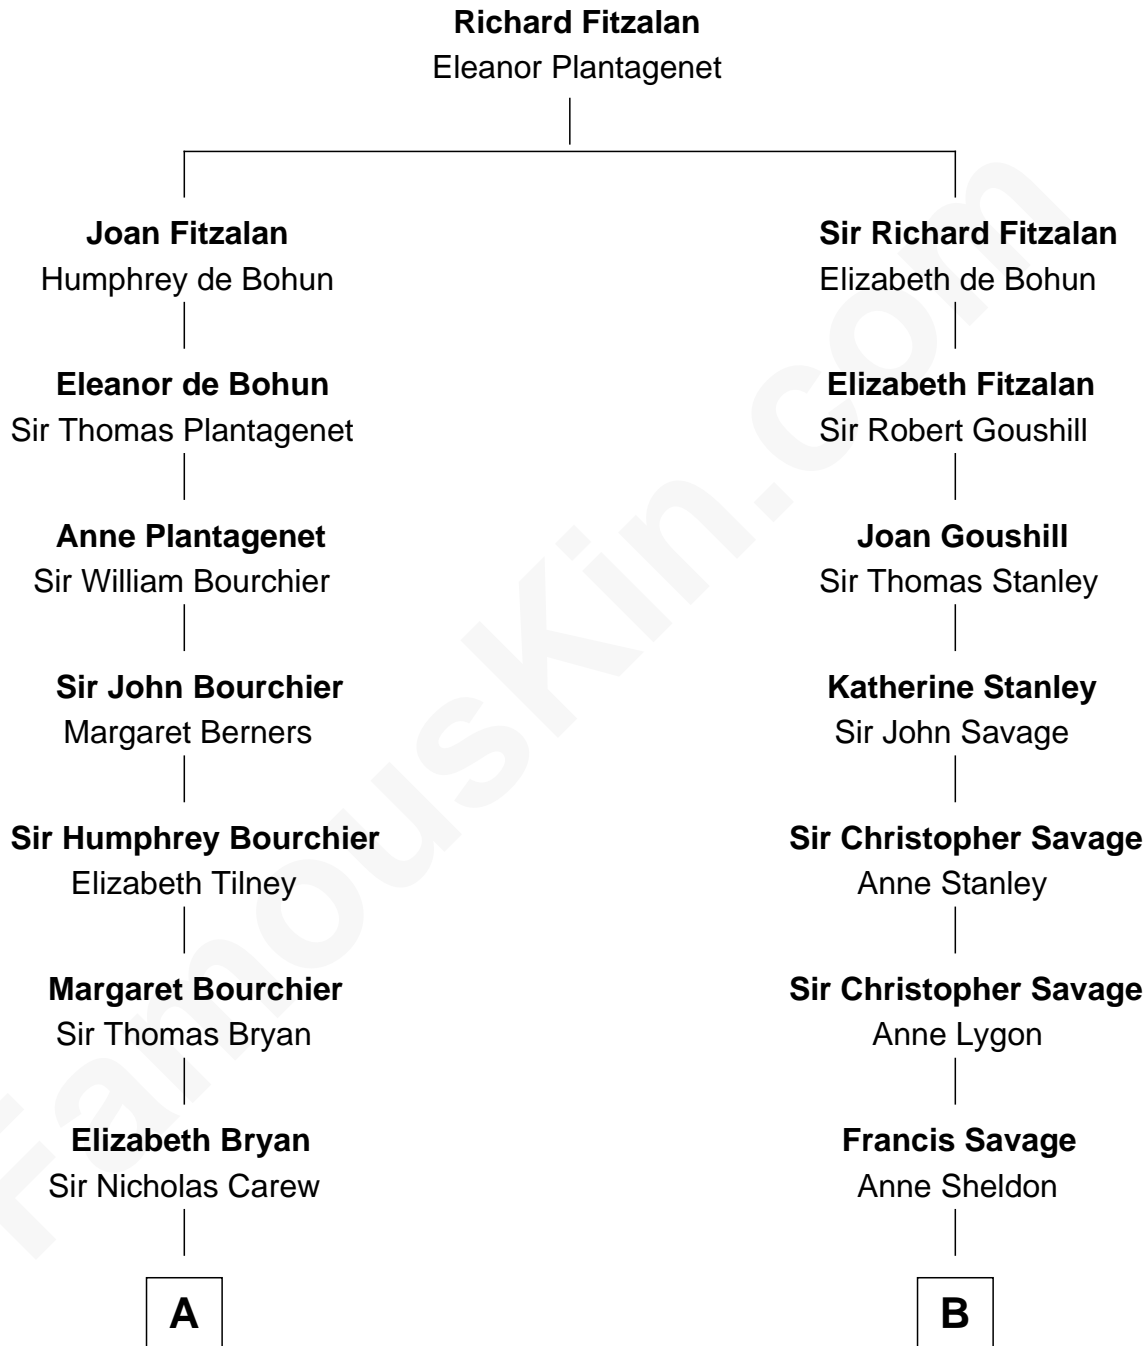 Richard Fitzalan
Eleanor Plantagenet
Joan Fitzalan
Humphrey de Bohun
Eleanor de Bohun
Sir Thomas Plantagenet
Anne Plantagenet
Sir William Bourchier
Sir John Bourchier
Margaret Berners
Sir Humphrey Bourchier
Elizabeth Tilney
Margaret Bourchier
Sir Thomas Bryan
Elizabeth Bryan
Sir Nicholas Carew
A
Sir Richard Fitzalan
Elizabeth de Bohun
Elizabeth Fitzalan
Sir Robert Goushill
Joan Goushill
Sir Thomas Stanley
Katherine Stanley
Sir John Savage
Sir Christopher Savage
Anne Stanley
Sir Christopher Savage
Anne Lygon
Francis Savage
Anne Sheldon
B
FamousKin.com